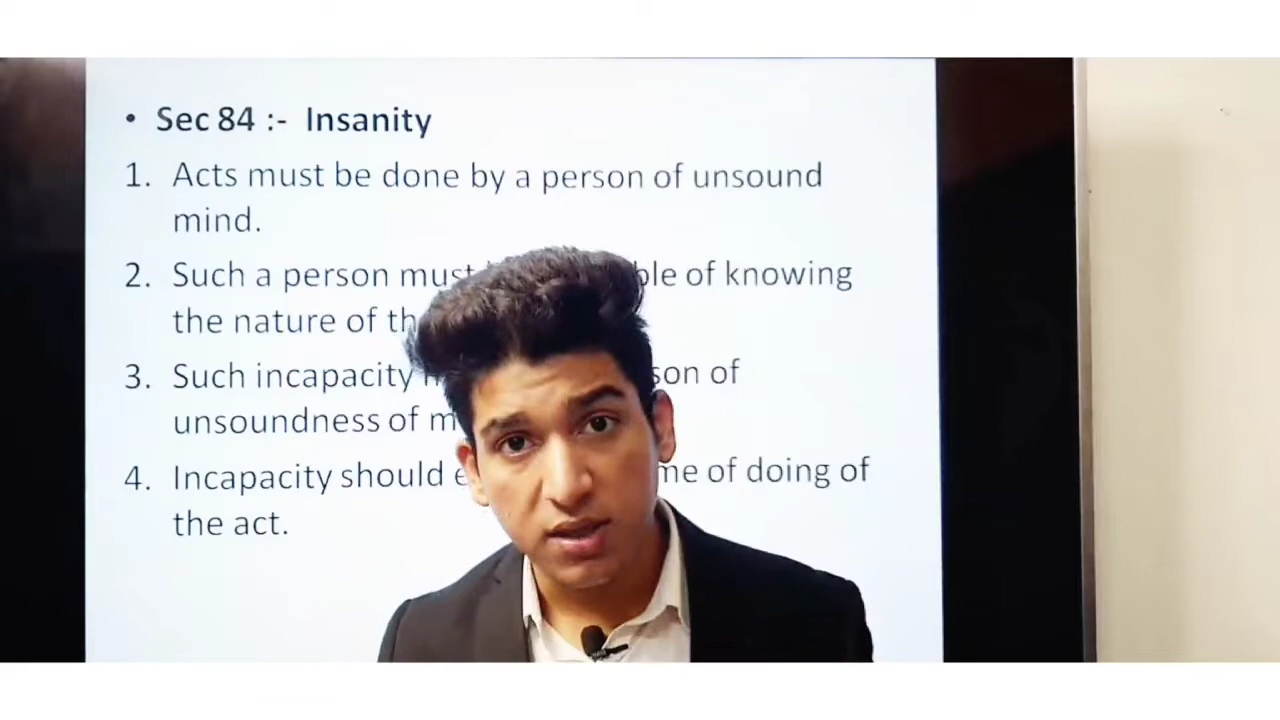 • Sec 84 :- Insanity
1. Acts must be done by a person of unsound
mind.
2. Such a person must of knowing
the nature of
3. Such incapacity of
unsoundness of
4. Incapacity should of doing of
the act.